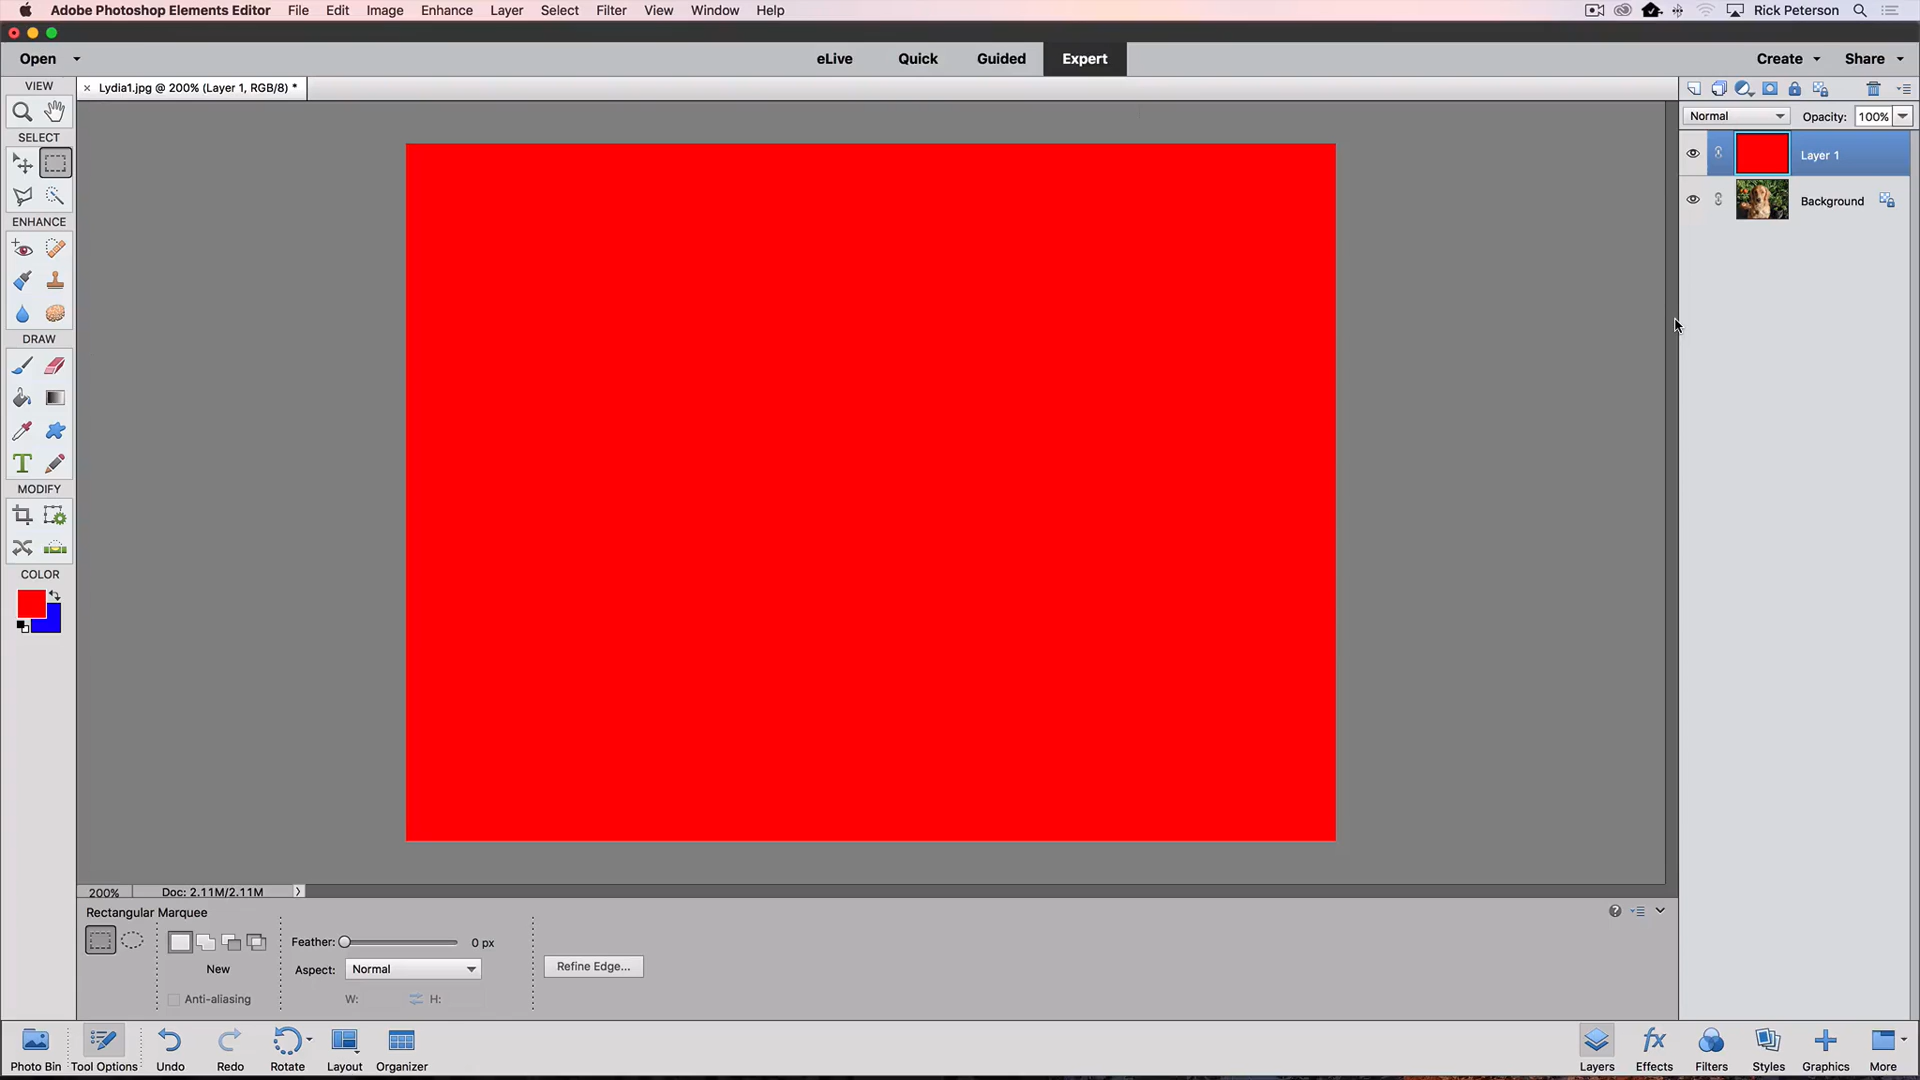 Adobe Photoshop Elements Editor File Edit Image Enhance Layer Select Filter View Window Help Rick Peterson
Open eLive Quick Guided Expert Create Share
VIEW
× Lydia1.jpg @ 200% (Layer 1, RGB/8) *
Normal Opacity: 100%
SELECT
Layer 1
Background
ENHANCE
DRAW
MODIFY
COLOR
200% Doc: 2.11M/2.11M
Rectangular Marquee
Feather: 0 px
New
Aspect: Normal
Refine Edge...
Anti-aliasing
W: H:
Photo Bin Tool Options Undo Redo Rotate Layout Organizer Layers Effects Filters Styles Graphics More